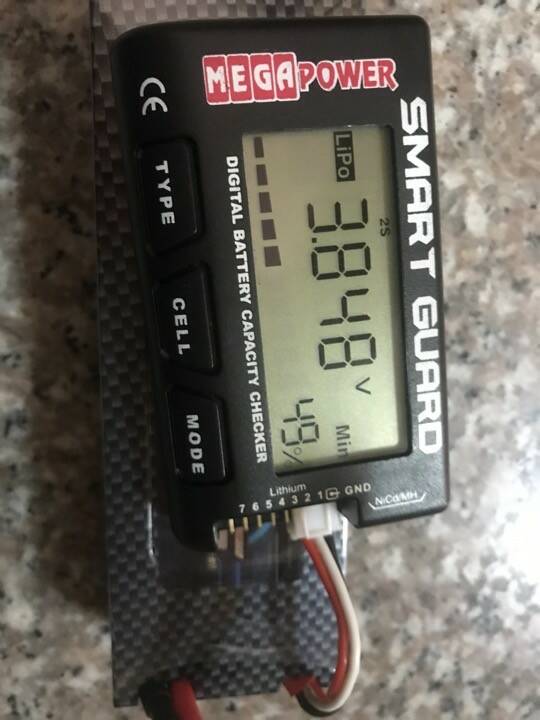 MEGAPOWER
SMART GUARD
LiPo
2S
3.848 V
Min
49%
DIGITAL BATTERY CAPACITY CHECKER
CE
TYPE
CELL
MODE
Lithium
7 6 5 4 3 2 1 GND
NiCd/MH